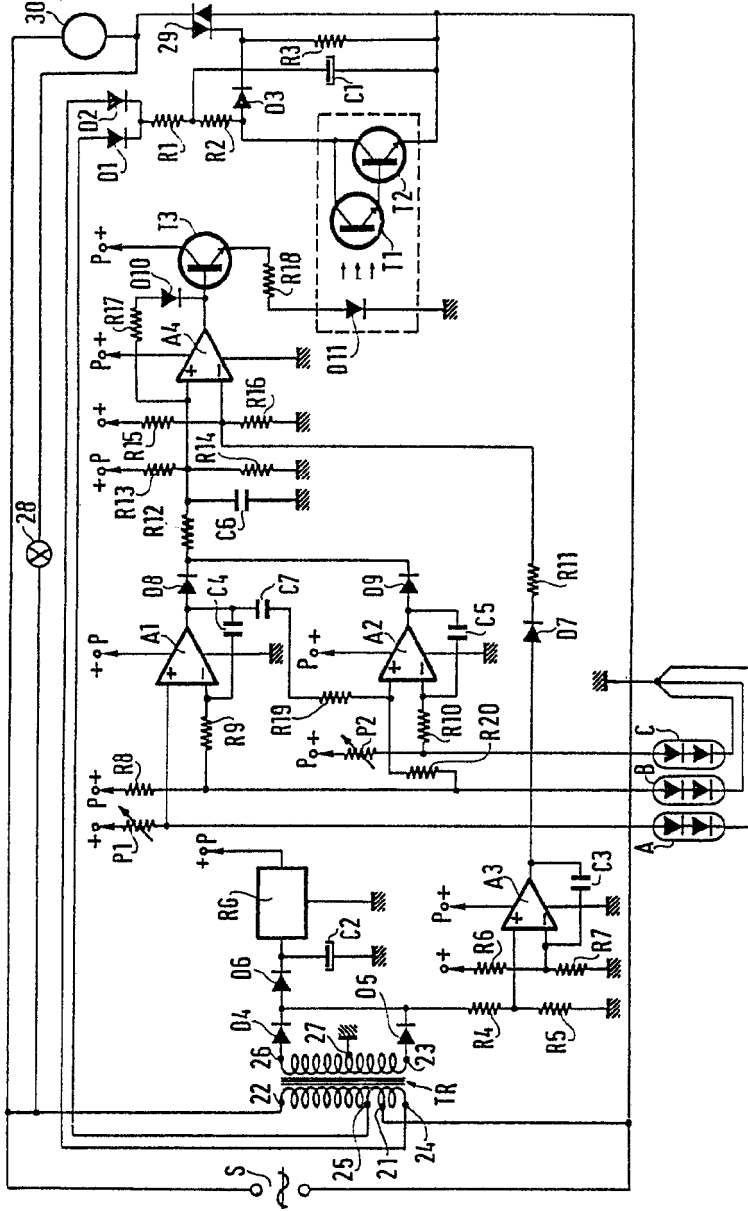 28
30
D1
D2
29
R1
R2
R3
C1
D3
P
+
P
+
P
+
P
+
P
+
+
P
P
+
P1
R8
A1
D8
R12
R13
R15
R17
D10
T3
A4
R14
R16
R18
C6
D11
T1
T2
S
22
26
D4
D6
RG
C2
25
21
24
27
23
D5
TR
R9
C4
C7
P
+
P
+
P2
R19
A2
D9
R10
C5
R20
R4
R5
+
R6
R7
P
+
A3
C3
D7
R11
A
B
C